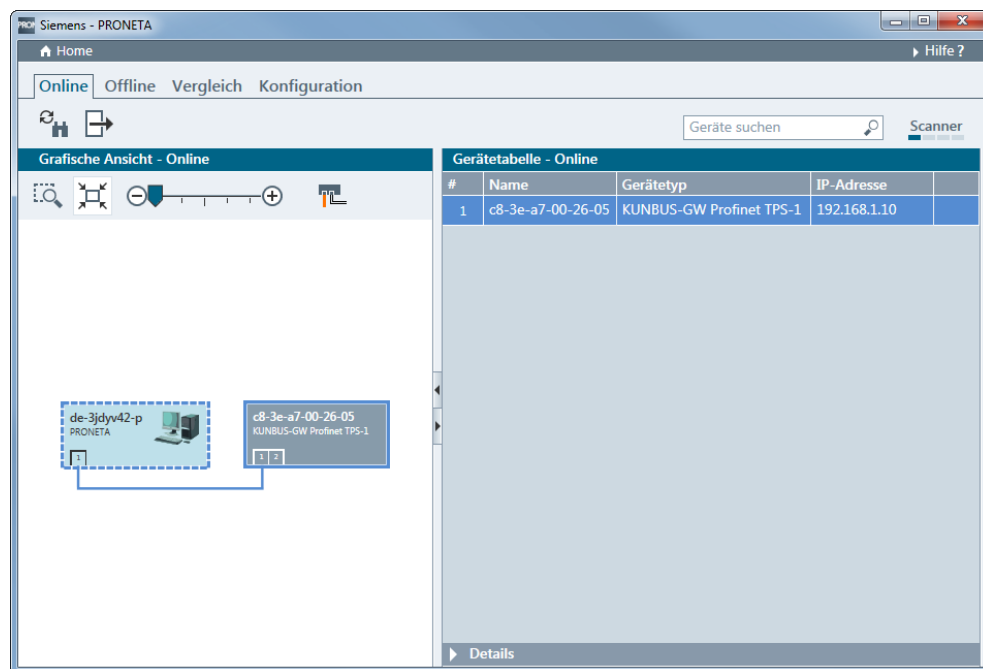 Siemens - PRONETA
Home
Hilfe ?
Online Offline Vergleich Konfiguration
Geräte suchen
Scanner
Grafische Ansicht - Online
Gerätetabelle - Online
# Name Gerätetyp IP-Adresse
1 c8-3e-a7-00-26-05 KUNBUS-GW Profinet TPS-1 192.168.1.10
de-3jdyv42-p
PRONETA
1
c8-3e-a7-00-26-05
KUNBUS-GW Profinet TPS-1
1 2
Details